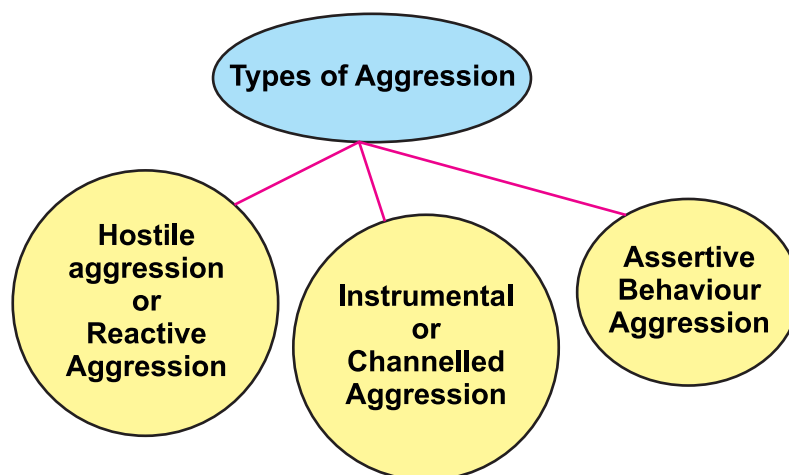 Types of Aggression
Hostile
aggression
or
Reactive
Aggression
Instrumental
or
Channelled
Aggression
Assertive
Behaviour
Aggression